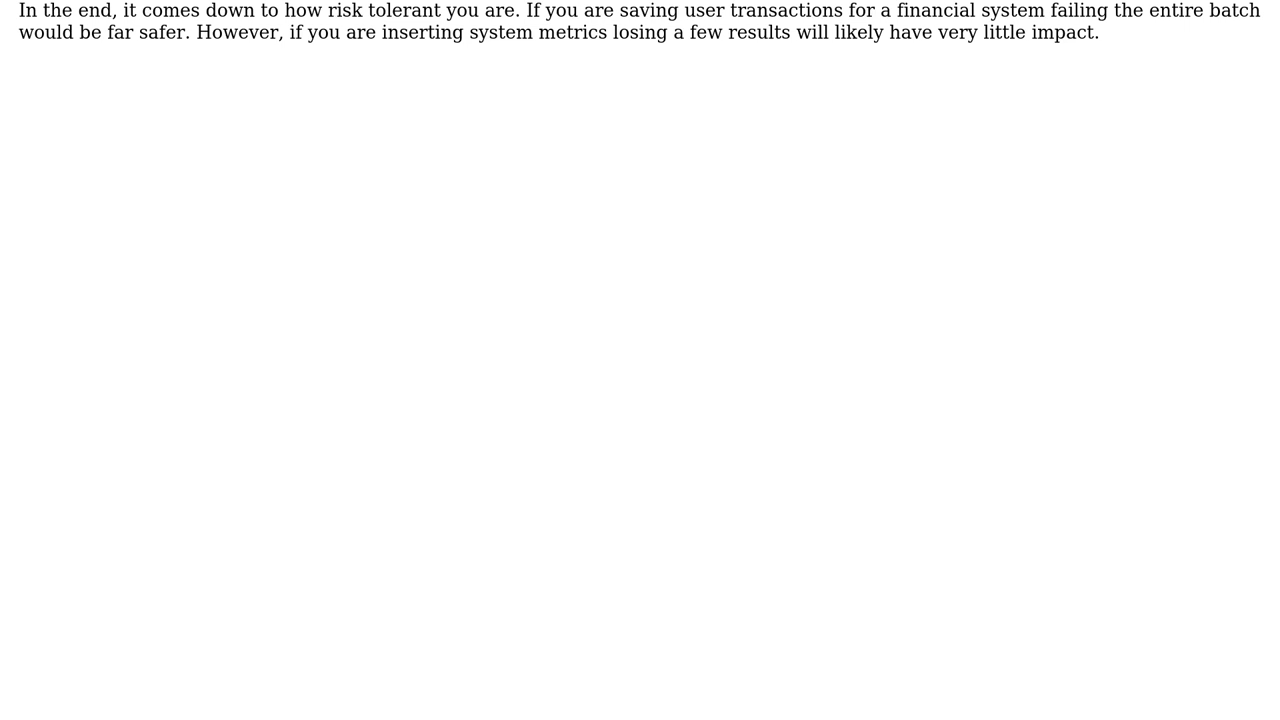 In the end, it comes down to how risk tolerant you are. If you are saving user transactions for a financial system failing the entire batch
would be far safer. However, if you are inserting system metrics losing a few results will likely have very little impact.